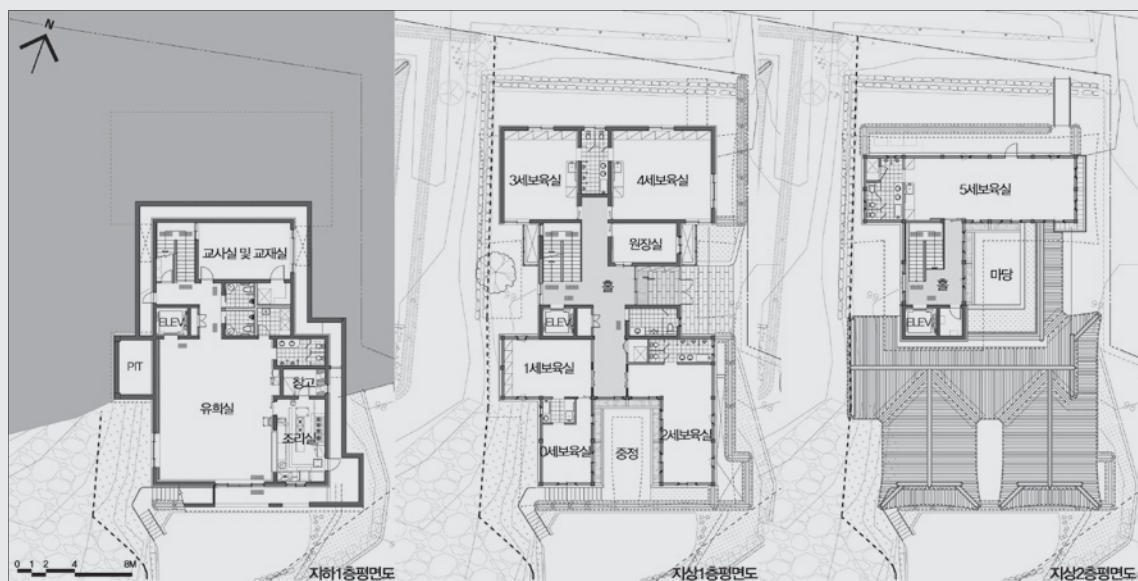 N
교사실 및 교재실
ELEV.
PIT
창고
유희실
조리실
0 1 2 4 8M
지하1층평면도
3세보육실
4세보육실
원장실
홀
ELEV.
1세보육실
0세보육실
중정
2세보육실
지상1층평면도
5세보육실
마당
홀
ELEV.
지상2층평면도